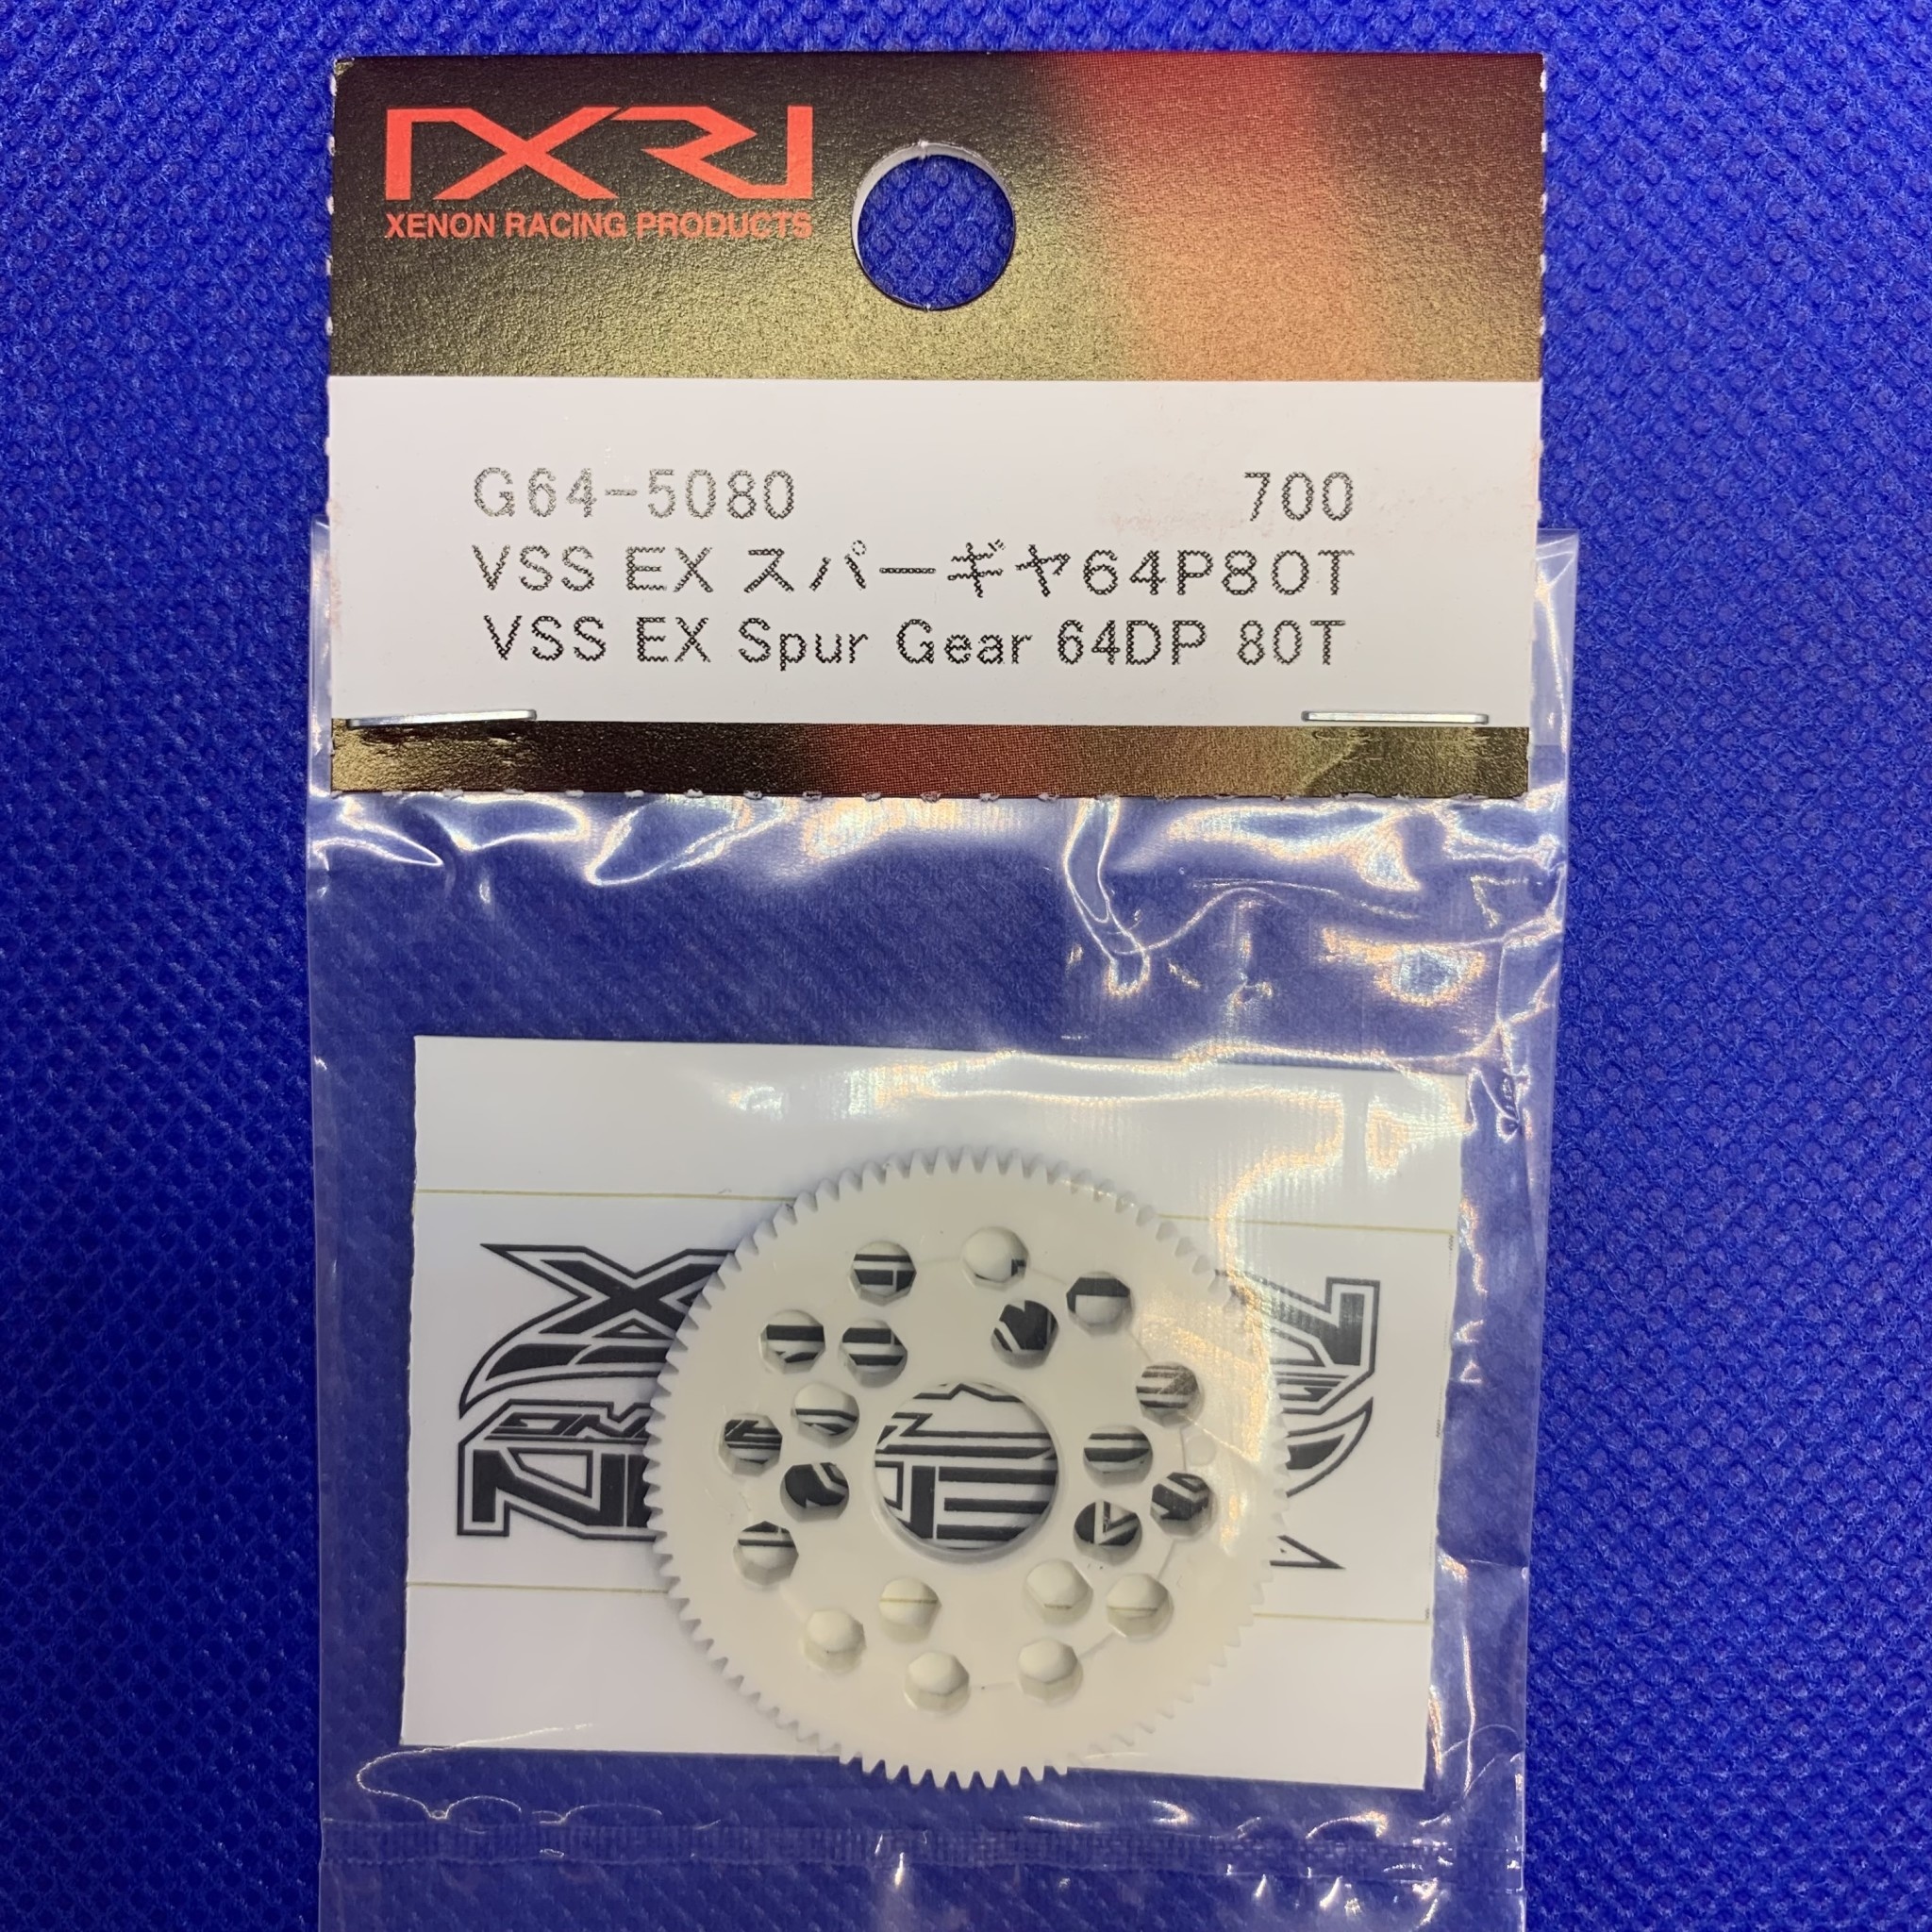 XENON RACING PRODUCTS
G64-5080 700
VSS EX スパーギヤ64P80T
VSS EX Spur Gear 64DP 80T